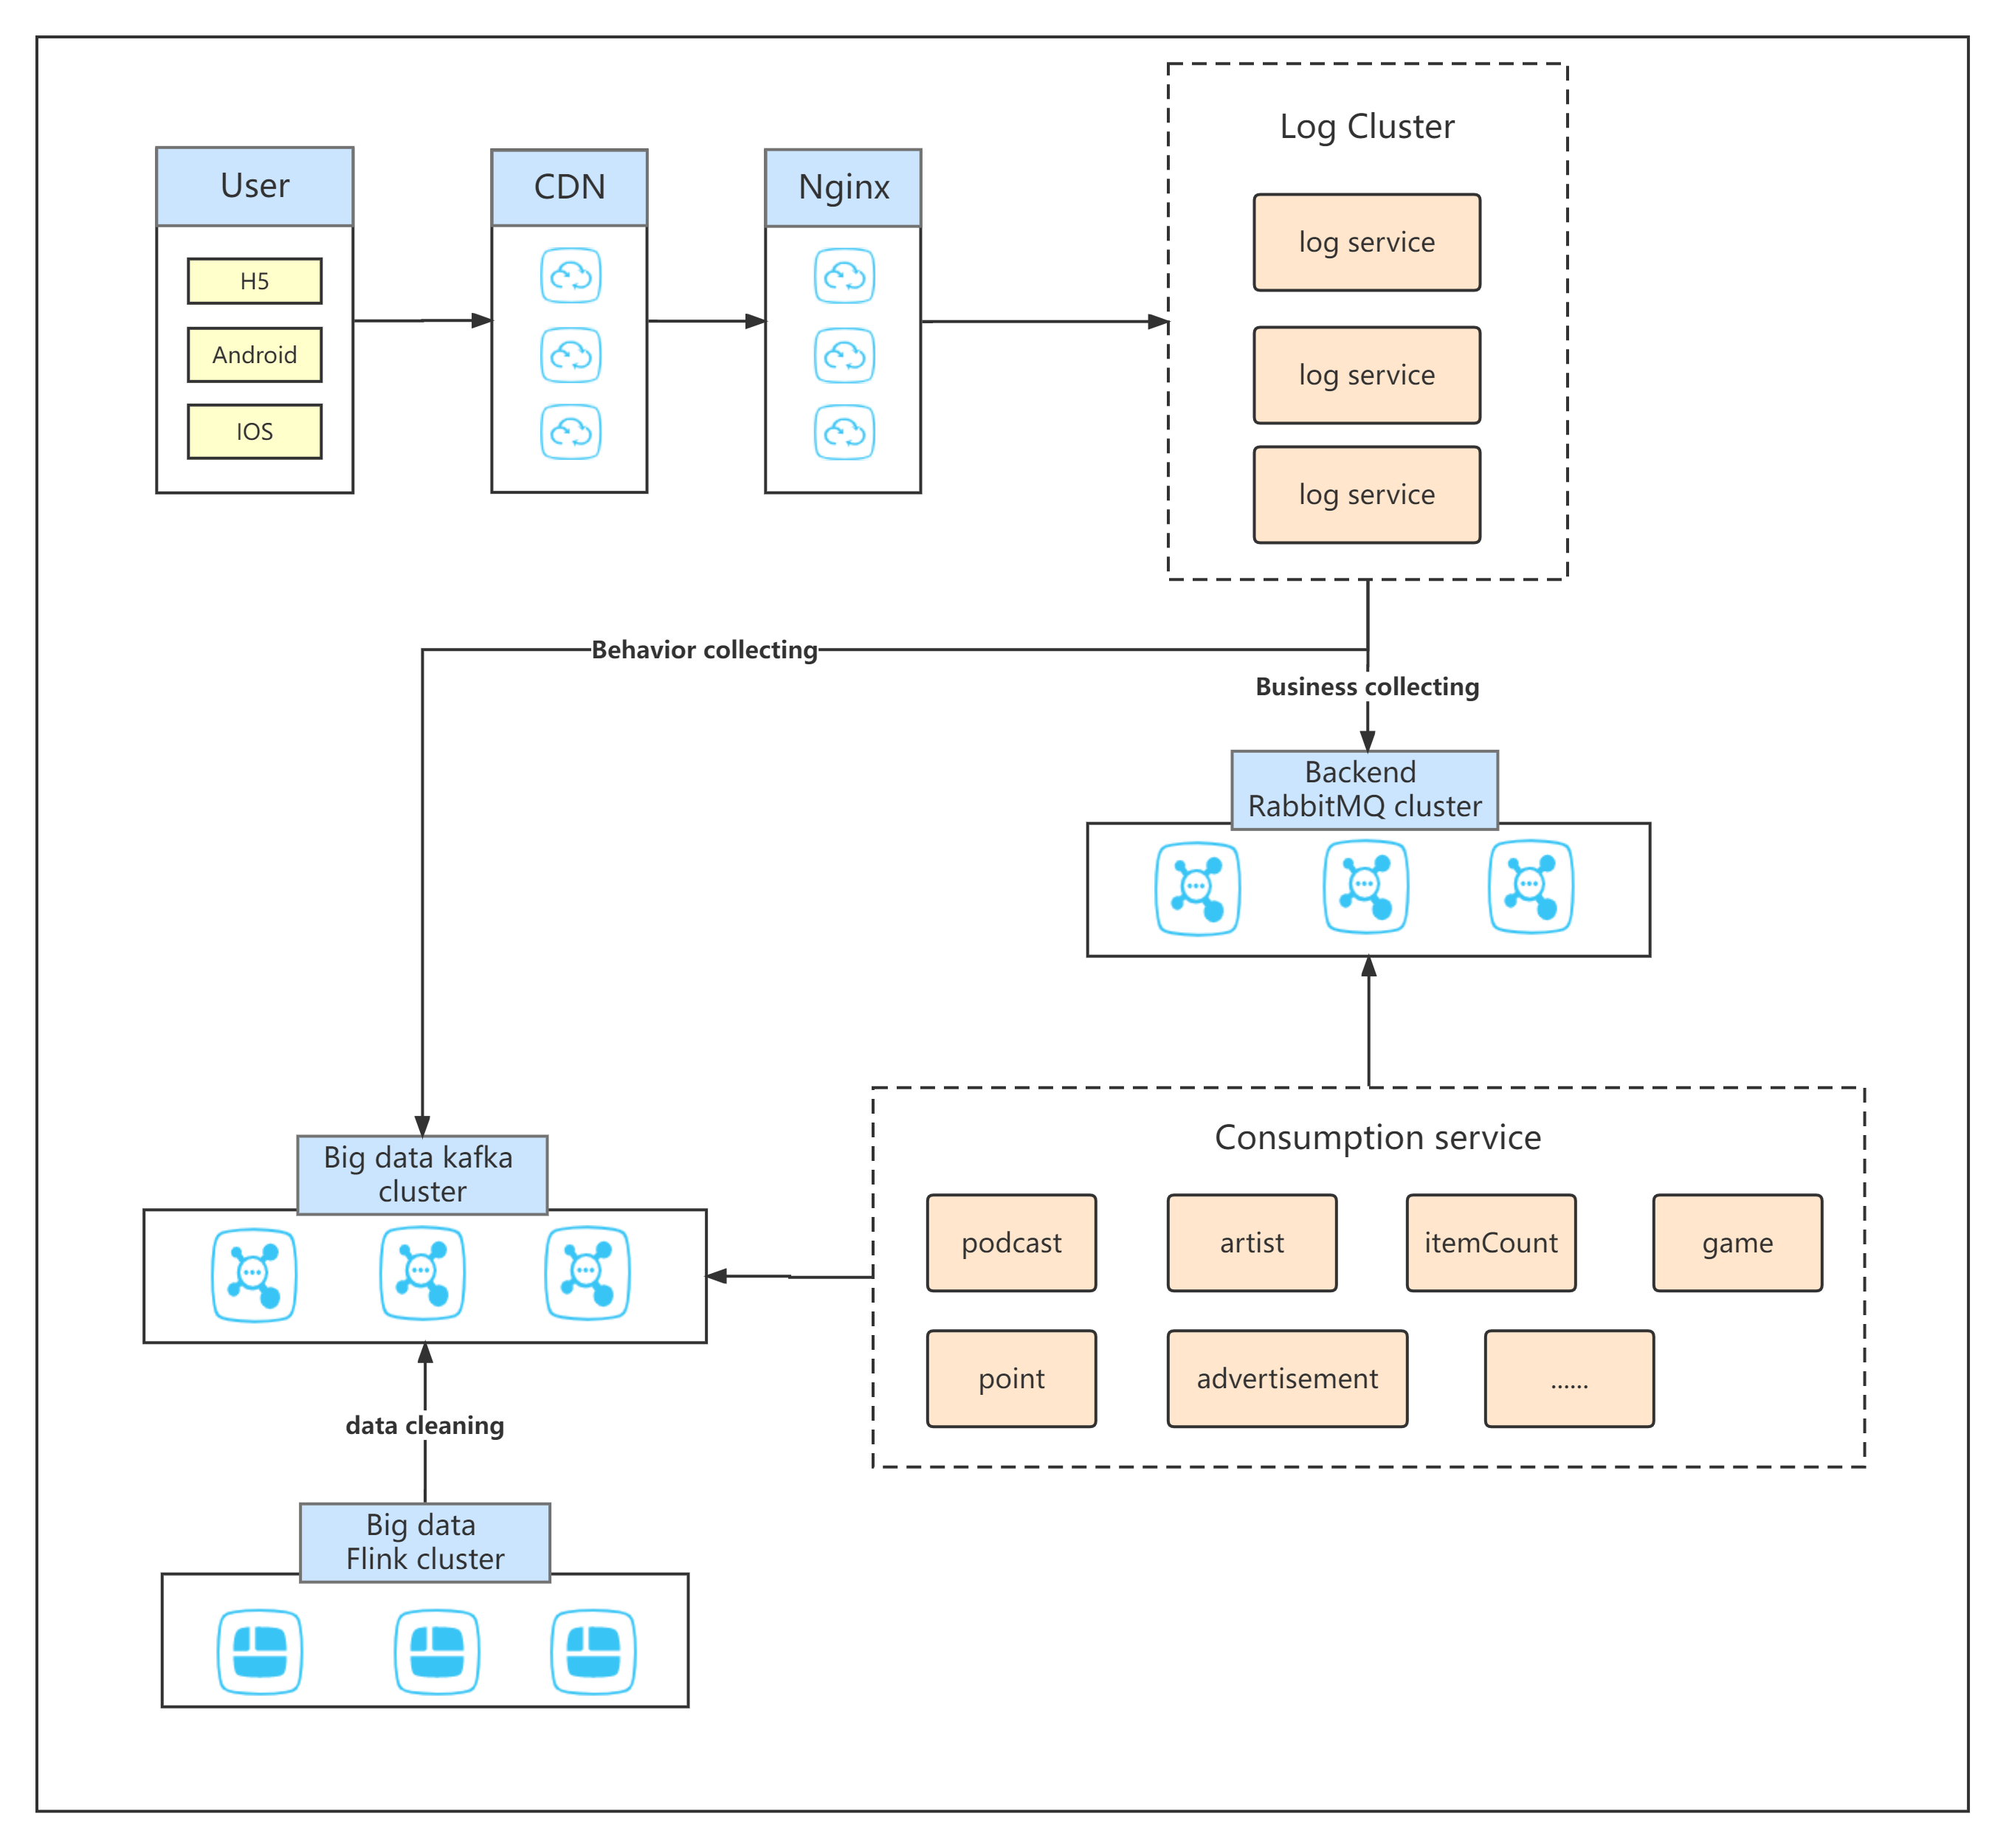 User
CDN
Nginx
Log Cluster
H5
Android
IOS
log service
log service
log service
Behavior collecting
Business collecting
Backend
RabbitMQ cluster
Big data kafka
cluster
Consumption service
podcast
artist
itemCount
game
point
advertisement
......
data cleaning
Big data
Flink cluster